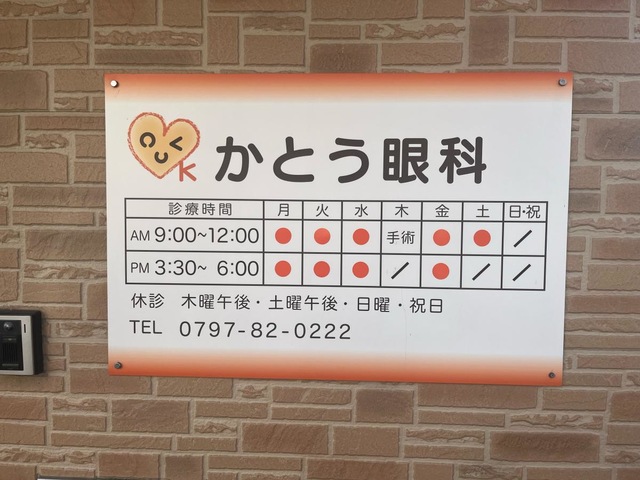 かとう眼科
診療時間 月 火 水 木 金 土 日・祝
AM 9:00~12:00 ● ● ● 手術 ● ● /
PM 3:30~ 6:00 ● ● ● / ● / /
休診 木曜午後・土曜午後・日曜・祝日
TEL 0797-82-0222